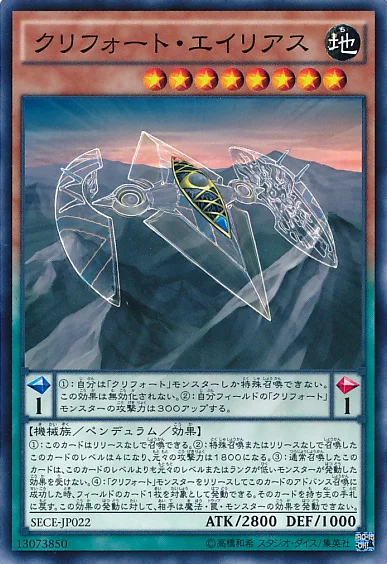 クリフォート・エイリアス
地
1
1
①:自分は「クリフォート」モンスターしか特殊召喚できない。
この効果は無効化されない。②:自分フィールドの「クリフォート」
モンスターの攻撃力は300アップする。
【機械族/ペンデュラム/効果】
①:このカードはリリースなしで召喚できる。②:特殊召喚またはリリースなしで召喚した
このカードのレベルは4になり、元々の攻撃力は1800になる。③:通常召喚したこの
カードは、このカードのレベルよりも元々のレベルまたはランクが低いモンスターが発動した
効果を受けない。④:「クリフォート」モンスターをリリースしてこのカードのアドバンス召喚に
成功した時、フィールドのカード1枚を対象として発動できる。そのカードを持ち主の手札
に戻す。この効果の発動に対して、相手は魔法・罠・モンスターの効果を発動できない。
SECE-JP022
ATK/2800 DEF/1000
13073850
©高橋和希 スタジオ・ダイス/集英社